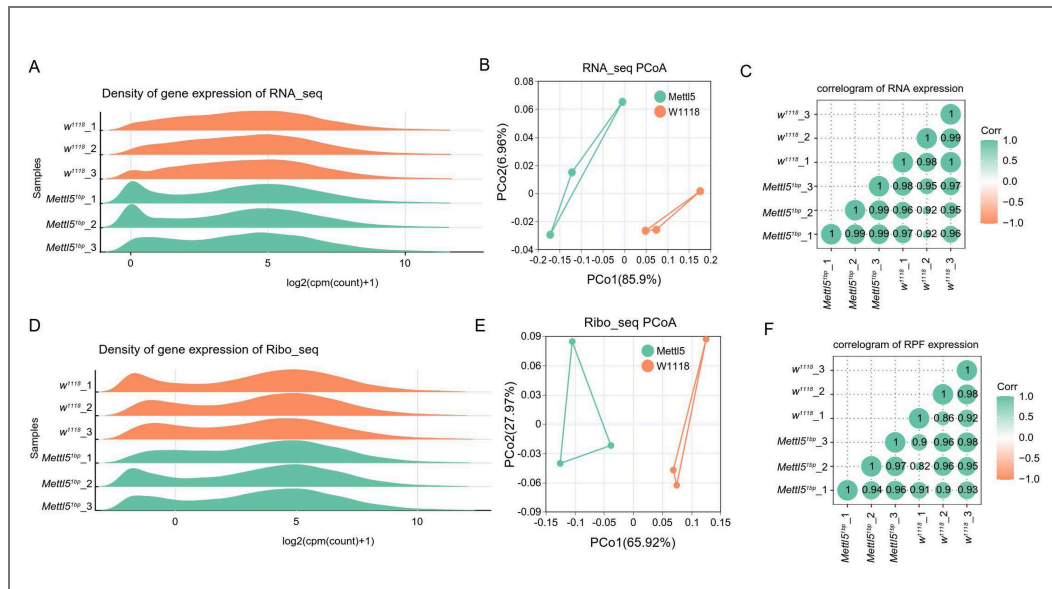 A
Density of gene expression of RNA_seq
w¹¹¹⁸_1
w¹¹¹⁸_2
w¹¹¹⁸_3
Mettl5¹ᵇᵖ_1
Mettl5¹ᵇᵖ_2
Mettl5¹ᵇᵖ_3
Samples
0 5 10
log2(cpm(count)+1)
B
RNA_seq PCoA
Mettl5
W1118
0.08
0.06
0.04
0.02
0
-0.02
-0.04
PCo2(6.96%)
-0.2 -0.15 -0.1 -0.05 0 0.05 0.1 0.15 0.2
PCo1(85.9%)
C
correlogram of RNA expression
w¹¹¹⁸_3 1
w¹¹¹⁸_2 1 0.99
w¹¹¹⁸_1 1 0.98 1
Mettl5¹ᵇᵖ_3 1 0.98 0.95 0.97
Mettl5¹ᵇᵖ_2 1 0.99 0.96 0.92 0.95
Mettl5¹ᵇᵖ_1 1 0.99 0.99 0.97 0.92 0.96
Mettl5¹ᵇᵖ_1 Mettl5¹ᵇᵖ_2 Mettl5¹ᵇᵖ_3 w¹¹¹⁸_1 w¹¹¹⁸_2 w¹¹¹⁸_3
Corr
1.0
0.5
0.0
−0.5
−1.0
D
Density of gene expression of Ribo_seq
w¹¹¹⁸_1
w¹¹¹⁸_2
w¹¹¹⁸_3
Mettl5¹ᵇᵖ_1
Mettl5¹ᵇᵖ_2
Mettl5¹ᵇᵖ_3
Samples
0 5 10
log2(cpm(count)+1)
E
Ribo_seq PCoA
Mettl5
W1118
0.09
0.06
0.03
0
-0.03
-0.06
-0.09
PCo2(27.97%)
-0.15 -0.1 -0.05 0 0.05 0.1 0.15
PCo1(65.92%)
F
correlogram of RPF expression
w¹¹¹⁸_3 1
w¹¹¹⁸_2 1 0.98
w¹¹¹⁸_1 1 0.86 0.92
Mettl5¹ᵇᵖ_3 1 0.9 0.96 0.98
Mettl5¹ᵇᵖ_2 1 0.97 0.82 0.96 0.95
Mettl5¹ᵇᵖ_1 1 0.94 0.96 0.91 0.9 0.93
Mettl5¹ᵇᵖ_1 Mettl5¹ᵇᵖ_2 Mettl5¹ᵇᵖ_3 w¹¹¹⁸_1 w¹¹¹⁸_2 w¹¹¹⁸_3
Corr
1.0
0.5
0.0
−0.5
−1.0